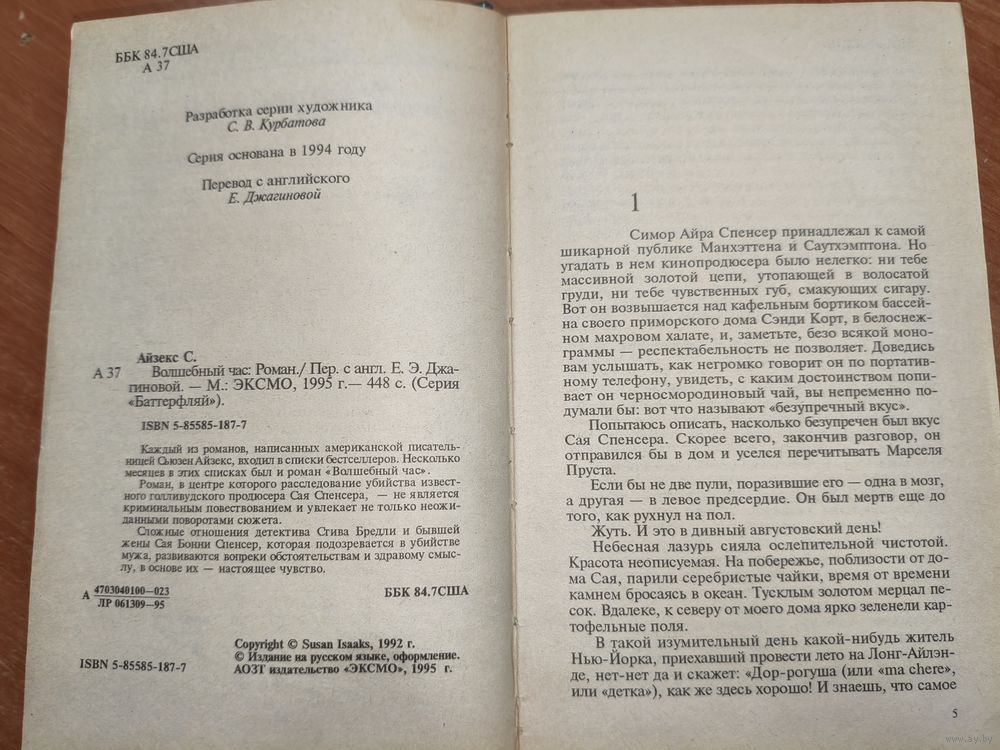 ББК 84.7США
А 37
Разработка серии художника
С. В. Курбатова
Серия основана в 1994 году
Перевод с английского
Е. Джагиновой
Айзекс С.
А 37 Волшебный час: Роман./ Пер. с англ. Е. Э. Джа-
гиновой. — М.: ЭКСМО, 1995 г.— 448 с. (Серия
«Баттерфляй»).
ISBN 5-85585-187-7
Каждый из романов, написанных американской писатель-
ницей Сьюзен Айзекс, входил в списки бестселлеров. Несколько
месяцев в этих списках был и роман «Волшебный час».
Роман, в центре которого расследование убийства извест-
ного голливудского продюсера Сая Спенсера, — не является
криминальным повествованием и увлекает не только неожи-
данными поворотами сюжета.
Сложные отношения детектива Стива Бредли и бывшей
жены Сая Бонни Спенсер, которая подозревается в убийстве
мужа, развиваются вопреки обстоятельствам и здравому смыс-
лу, в основе их — настоящее чувство.
А 4703040100—023
ЛР 061309—95
ББК 84.7США
ISBN 5-85585-187-7
Copyright © Susan Isaaks, 1992 г.
© Издание на русском языке, оформление.
АОЗТ издательство «ЭКСМО», 1995 г.
1
Симор Айра Спенсер принадлежал к самой
шикарной публике Манхэттена и Саутхэмптона. Но
угадать в нем кинопродюсера было нелегко: ни тебе
массивной золотой цепи, утопающей в волосатой
груди, ни тебе чувственных губ, смакующих сигару.
Вот он возвышается над кафельным бортиком бассей-
на своего приморского дома Сэнди Корт, в белоснеж-
ном махровом халате, и, заметьте, безо всякой моно-
граммы — респектабельность не позволяет. Доведись
вам услышать, как негромко говорит он по портатив-
ному телефону, увидеть, с каким достоинством попи-
вает он черносмородиновый чай, вы непременно по-
думали бы: вот что называют «безупречный вкус».
Попытаюсь описать, насколько безупречен был вкус
Сая Спенсера. Скорее всего, закончив разговор, он
отправился бы в дом и уселся перечитывать Марселя
Пруста.
Если бы не две пули, поразившие его — одна в мозг,
а другая — в левое предсердие. Он был мертв еще до
того, как рухнул на пол.
Жуть. И это в дивный августовский день!
Небесная лазурь сияла ослепительной чистотой.
Красота неописуемая. На побережье, поблизости от до-
ма Сая, парили серебристые чайки, время от времени
камнем бросаясь в океан. Тусклым золотом мерцал пе-
сок. Вдалеке, к северу от моего дома ярко зеленели кар-
тофельные поля.
В такой изумительный день какой-нибудь житель
Нью-Йорка, приехавший провести лето на Лонг-Айлэн-
де, нет-нет да и скажет: «Дор-рогуша (или «ma chere»,
или «детка»), как же здесь хорошо! И знаешь, что самое
5
www.ay.by